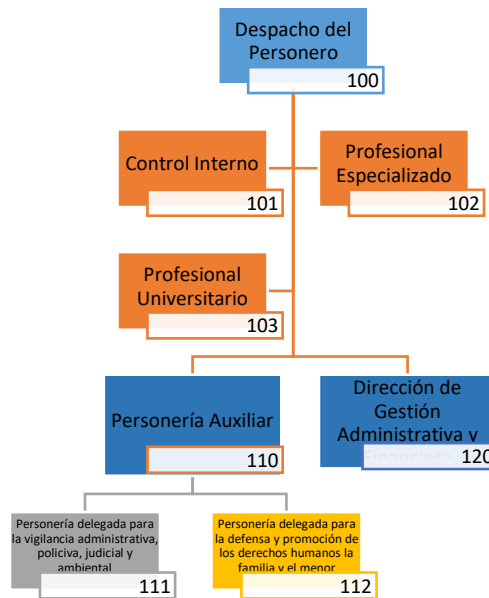 Despacho del
Personero
100
Control Interno
101
Profesional
Especializado
102
Profesional
Universitario
103
Personería Auxiliar
110
Dirección de
Gestión
Administrativa y
Financiera
120
Personería delegada para
la vigilancia administrativa,
policiva, judicial y
ambiental
111
Personería delegada para
la defensa y promoción de
los derechos humanos la
familia y el menor
112